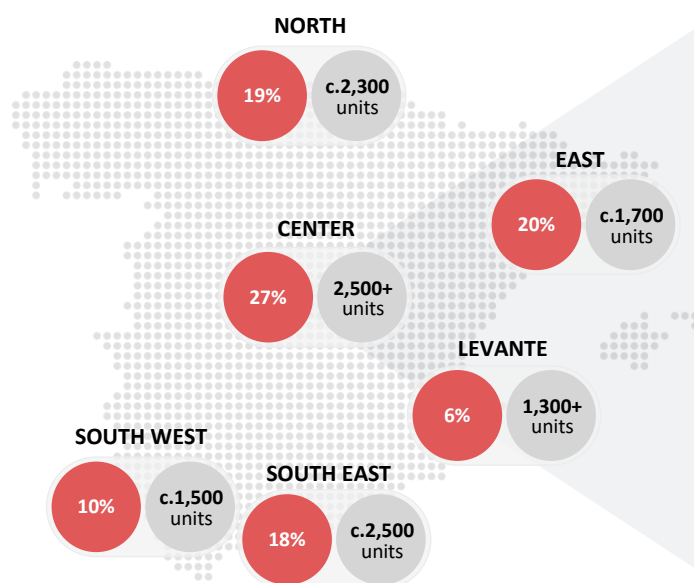 NORTH
19%
c.2,300
units
EAST
20%
c.1,700
units
CENTER
27%
2,500+
units
LEVANTE
6%
1,300+
units
SOUTH WEST
10%
c.1,500
units
SOUTH EAST
18%
c.2,500
units